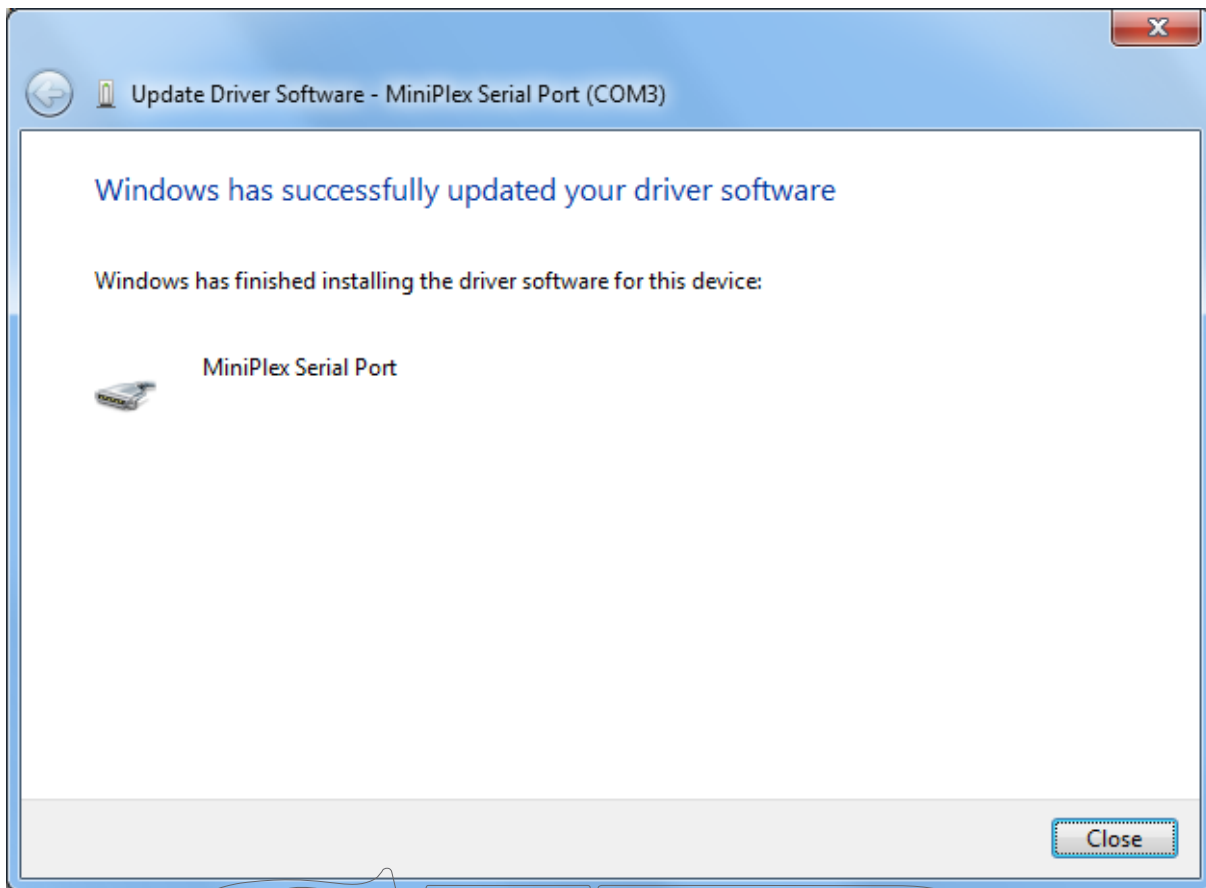 Update Driver Software - MiniPlex Serial Port (COM3)
Windows has successfully updated your driver software
Windows has finished installing the driver software for this device:
MiniPlex Serial Port
Close